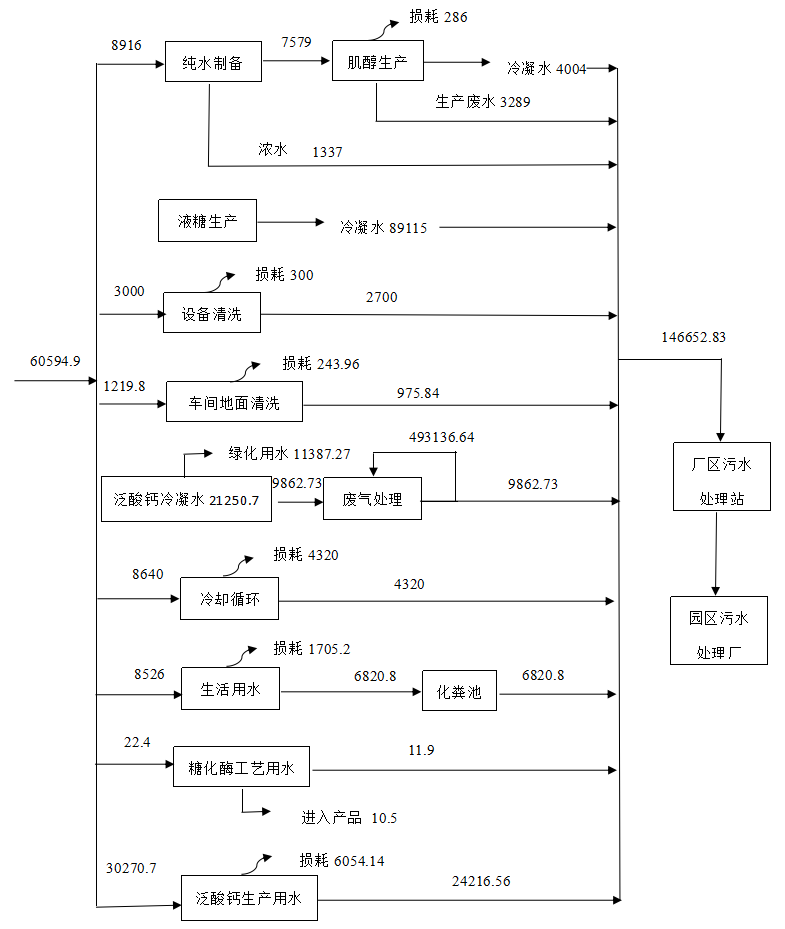 损耗 286
8916
纯水制备
7579
肌醇生产
冷凝水 4004
生产废水 3289
浓水 1337
液糖生产
冷凝水 89115
损耗 300
3000
设备清洗
2700
60594.9
146652.83
损耗 243.96
1219.8
车间地面清洗
975.84
493136.64
绿化用水 11387.27
泛酸钙冷凝水 21250.7
9862.73
废气处理
9862.73
厂区污水
处理站
损耗 4320
8640
冷却循环
4320
园区污水
处理厂
损耗 1705.2
8526
生活用水
6820.8
化粪池
6820.8
22.4
糖化酶工艺用水
11.9
进入产品 10.5
损耗 6054.14
30270.7
泛酸钙生产用水
24216.56